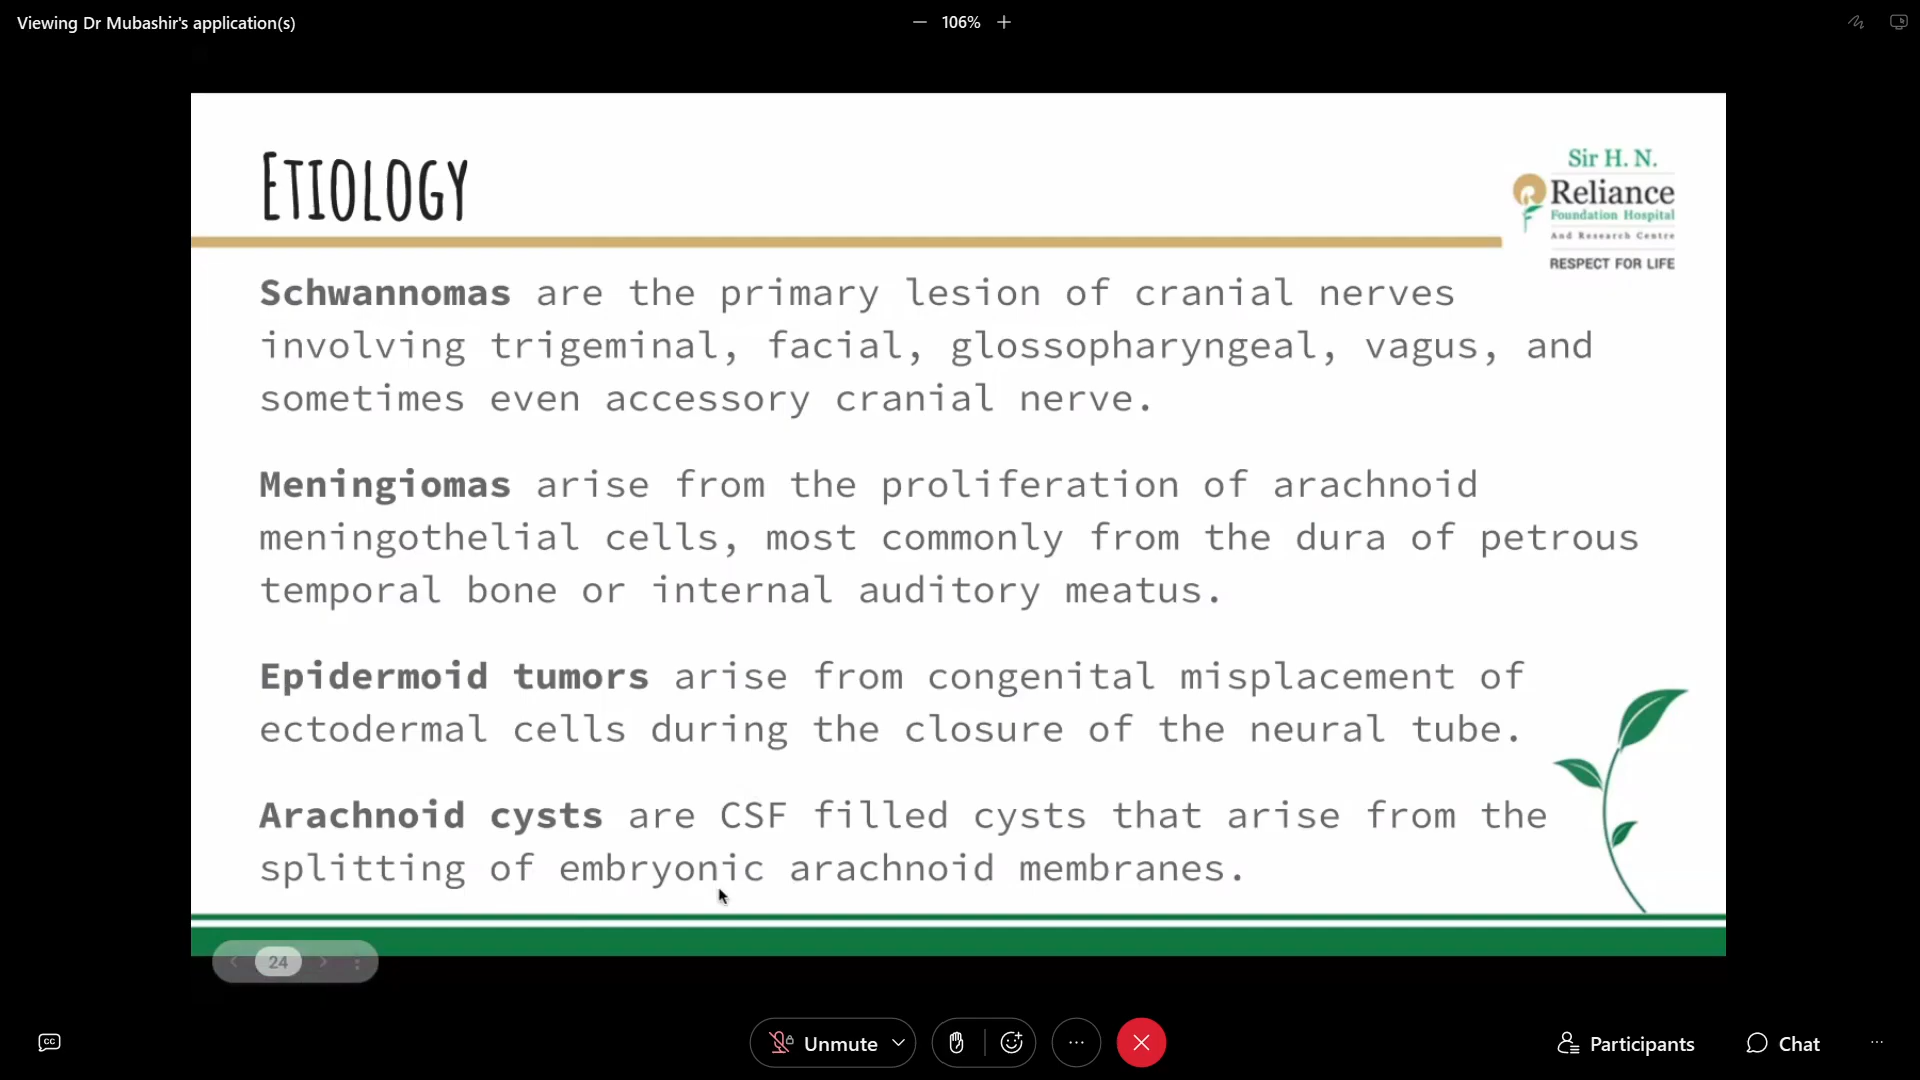 Viewing Dr Mubashir's application(s)
106%
Etiology
Sir H. N.
Reliance
Foundation Hospital
And Research Centre
RESPECT FOR LIFE
Schwannomas are the primary lesion of cranial nerves
involving trigeminal, facial, glossopharyngeal, vagus, and
sometimes even accessory cranial nerve.
Meningiomas arise from the proliferation of arachnoid
meningothelial cells, most commonly from the dura of petrous
temporal bone or internal auditory meatus.
Epidermoid tumors arise from congenital misplacement of
ectodermal cells during the closure of the neural tube.
Arachnoid cysts are CSF filled cysts that arise from the
splitting of embryonic arachnoid membranes.
24
CC
Unmute
Participants
Chat